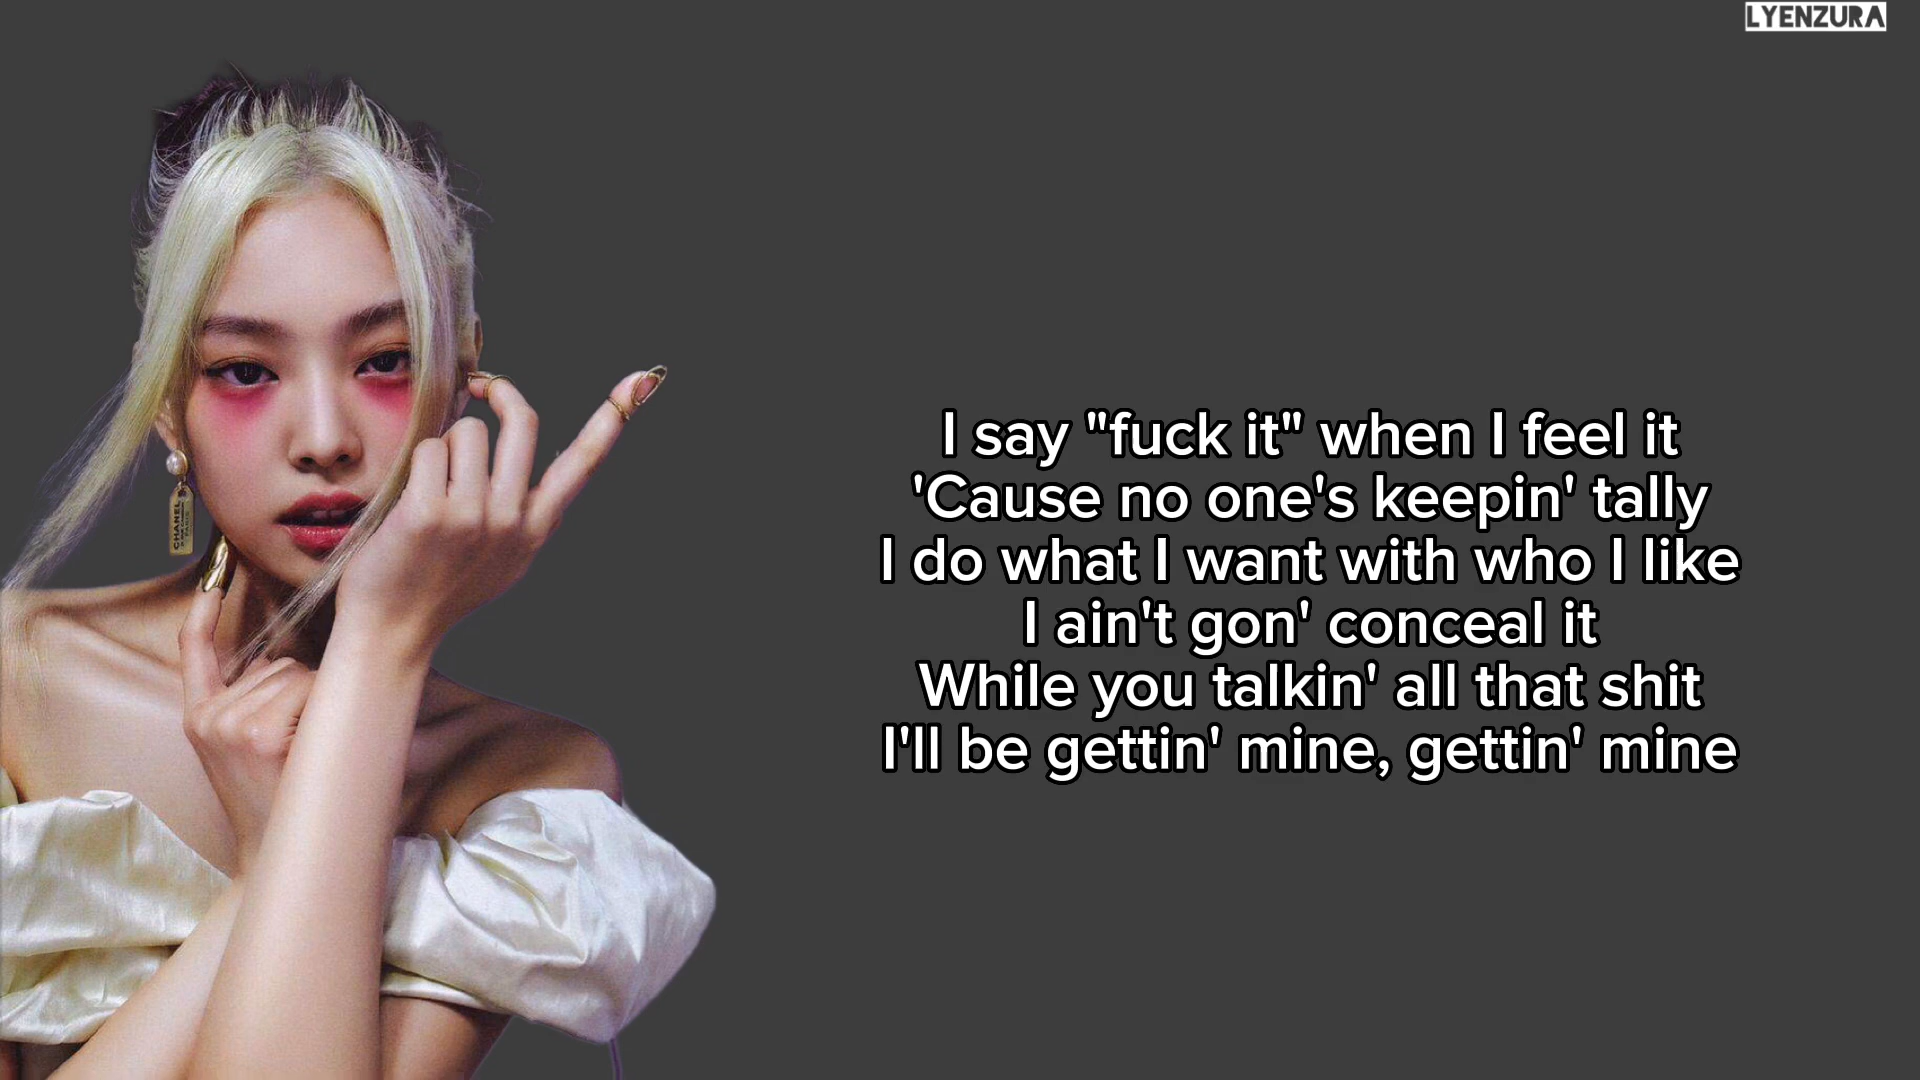 LYENZURA
CHANEL
PARIS
I say "fuck it" when I feel it
'Cause no one's keepin' tally
I do what I want with who I like
I ain't gon' conceal it
While you talkin' all that shit
I'll be gettin' mine, gettin' mine